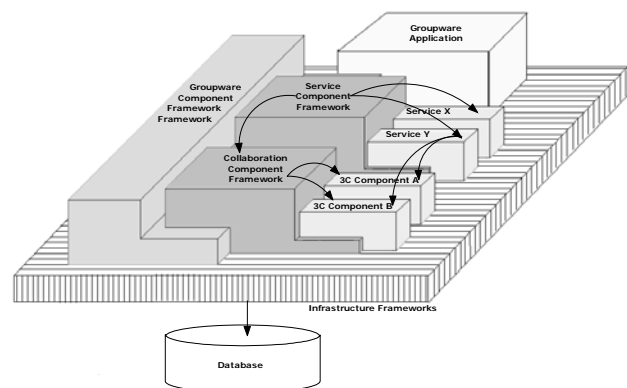 Groupware
Application
Groupware
Component
Framework
Framework
Service
Component
Framework
Service X
Service Y
Collaboration
Component
Framework
3C Component A
3C Component B
Infrastructure Frameworks
Database